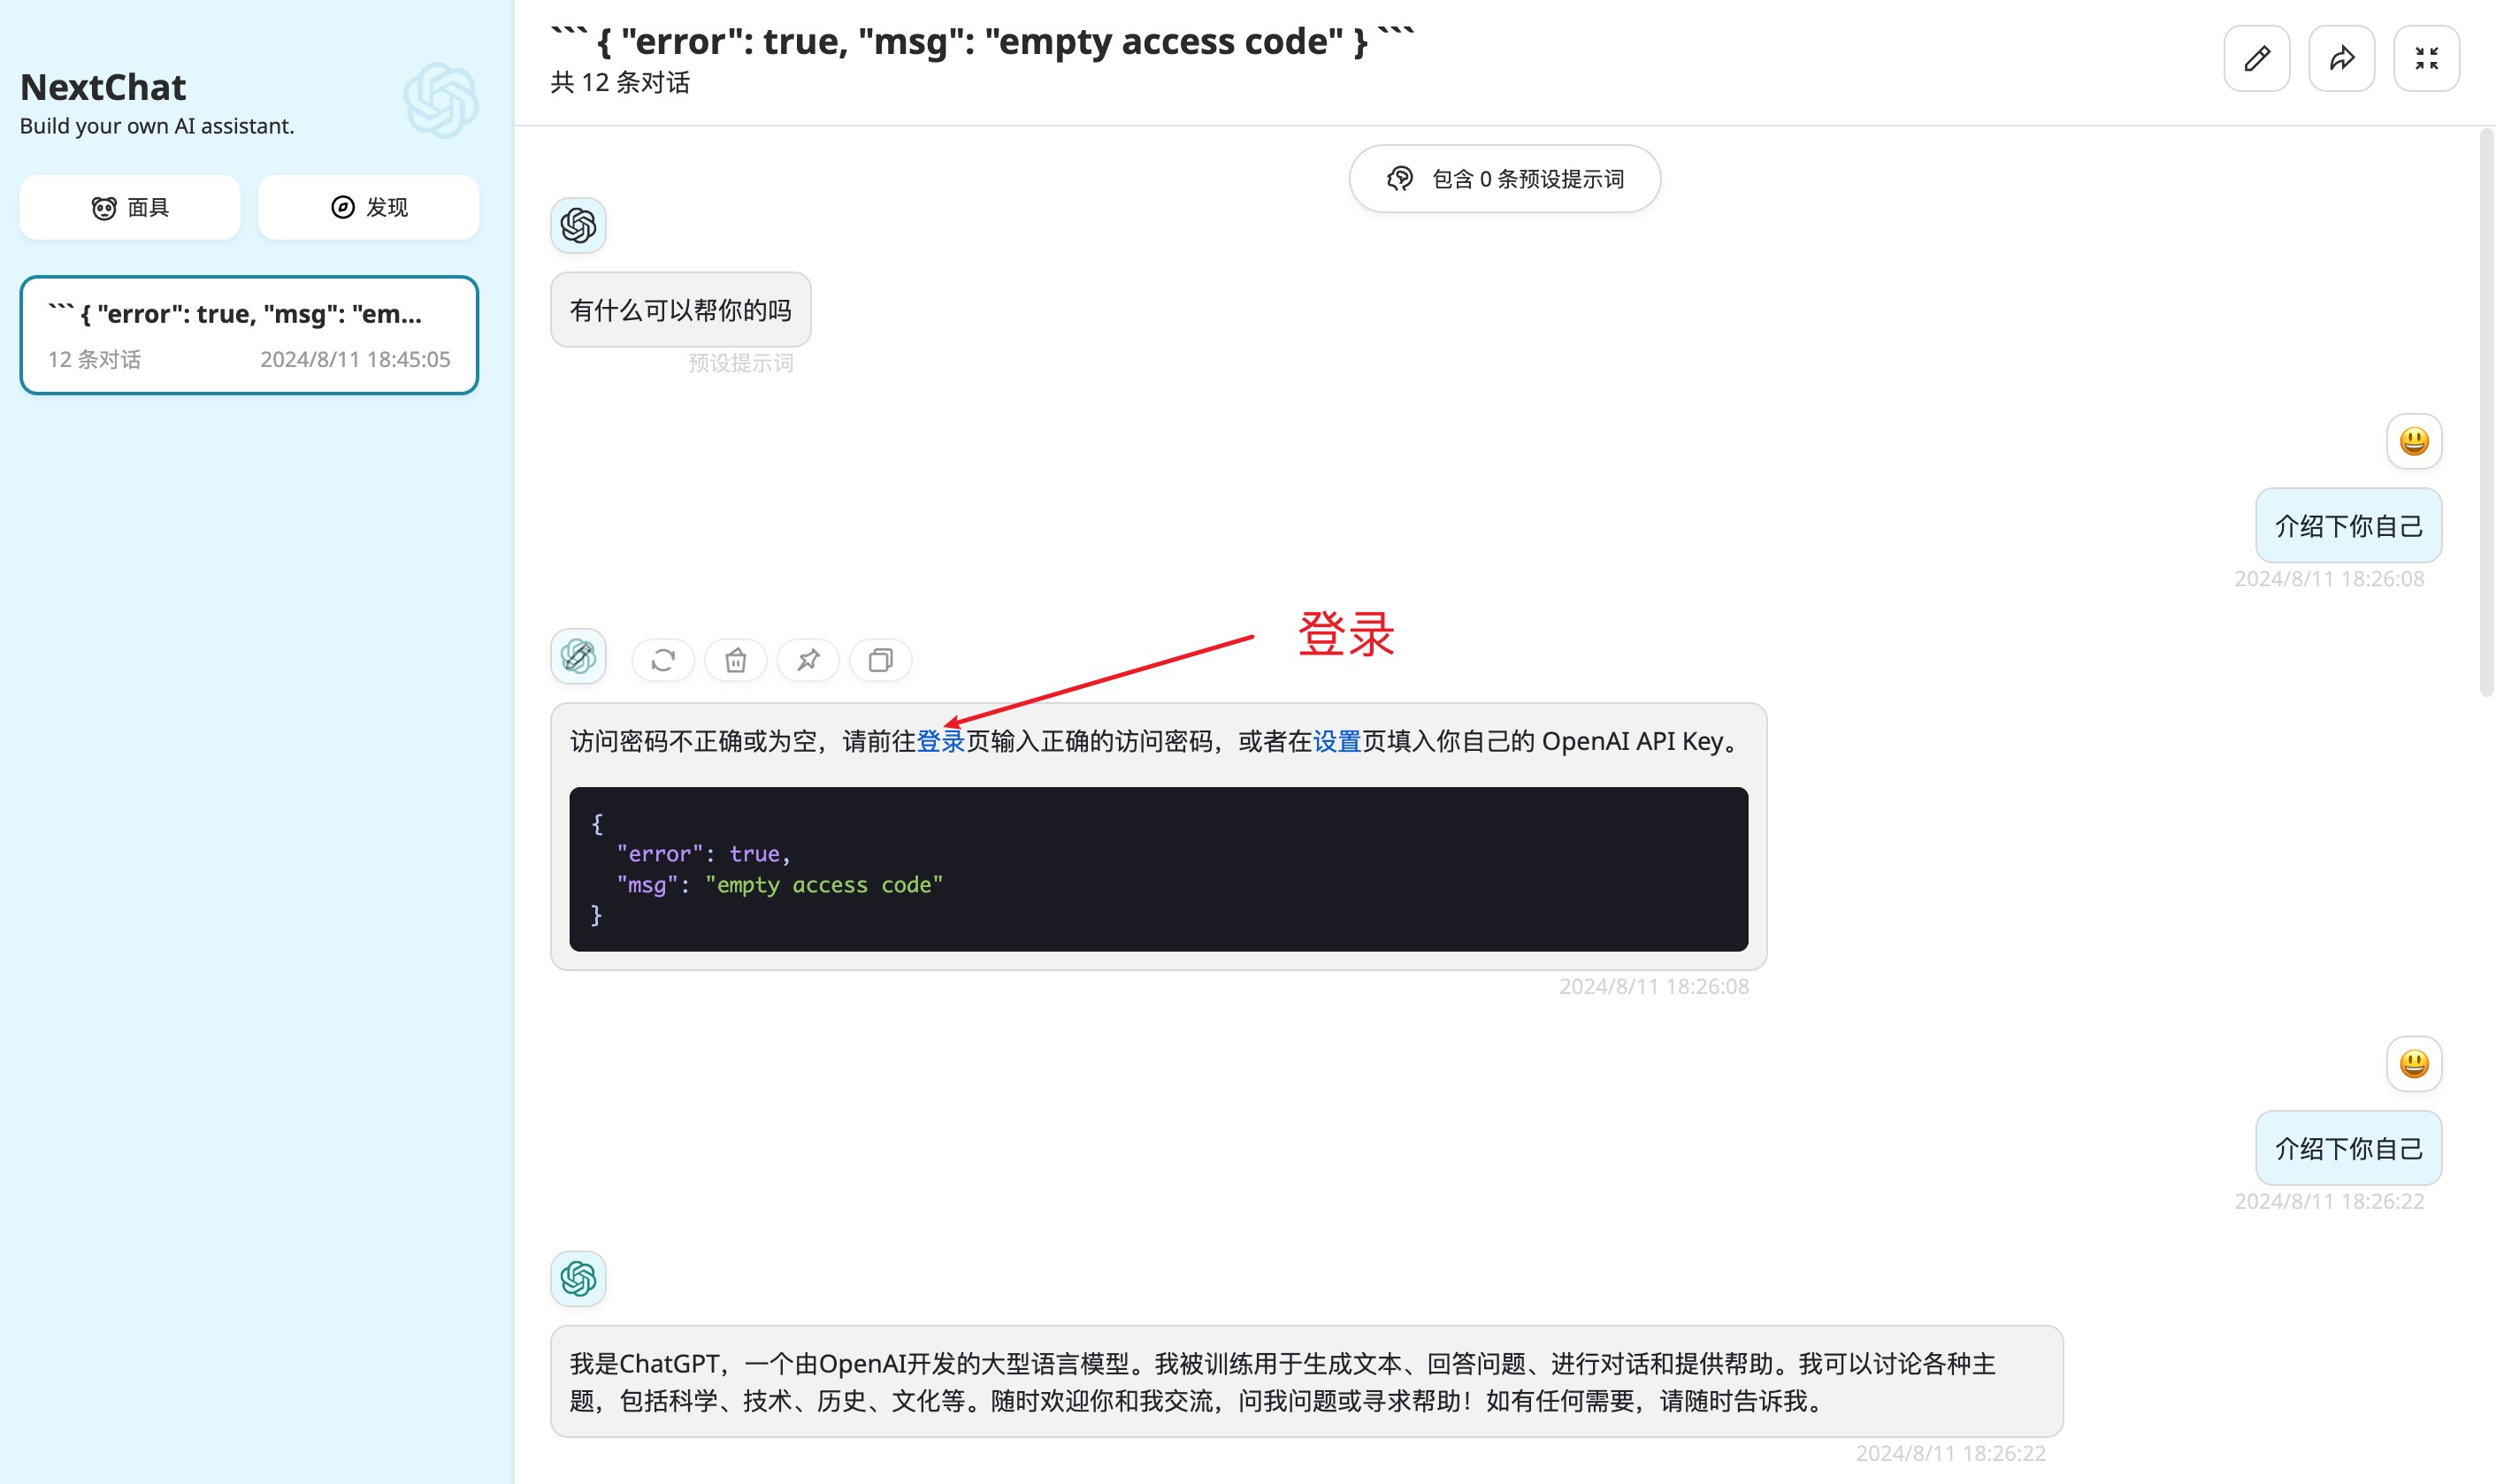 NextChat
Build your own AI assistant.
面具
发现
``` { "error": true, "msg": "em...
12 条对话
2024/8/11 18:45:05
``` { "error": true, "msg": "empty access code" } ```
共 12 条对话
包含 0 条预设提示词
有什么可以帮你的吗
预设提示词
介绍下你自己
2024/8/11 18:26:08
登录
访问密码不正确或为空，请前往登录页输入正确的访问密码，或者在设置页填入你自己的 OpenAI API Key。
{
"error": true,
"msg": "empty access code"
}
2024/8/11 18:26:08
介绍下你自己
2024/8/11 18:26:22
我是ChatGPT，一个由OpenAI开发的大型语言模型。我被训练用于生成文本、回答问题、进行对话和提供帮助。我可以讨论各种主
题，包括科学、技术、历史、文化等。随时欢迎你和我交流，问我问题或寻求帮助！如有任何需要，请随时告诉我。
2024/8/11 18:26:22